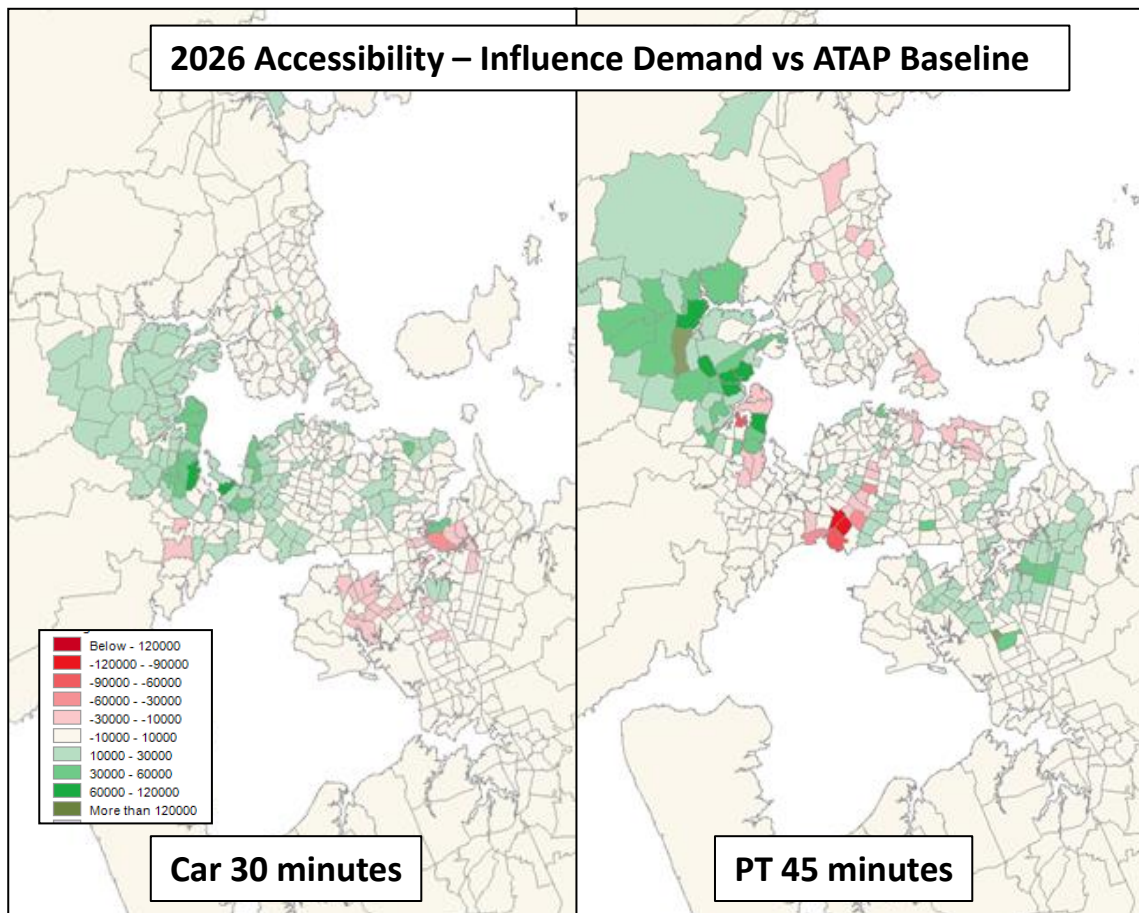 2026 Accessibility – Influence Demand vs ATAP Baseline
Below - 120000
-120000 - -90000
-90000 - -60000
-60000 - -30000
-30000 - -10000
-10000 - 10000
10000 - 30000
30000 - 60000
60000 - 120000
More than 120000
Car 30 minutes
PT 45 minutes